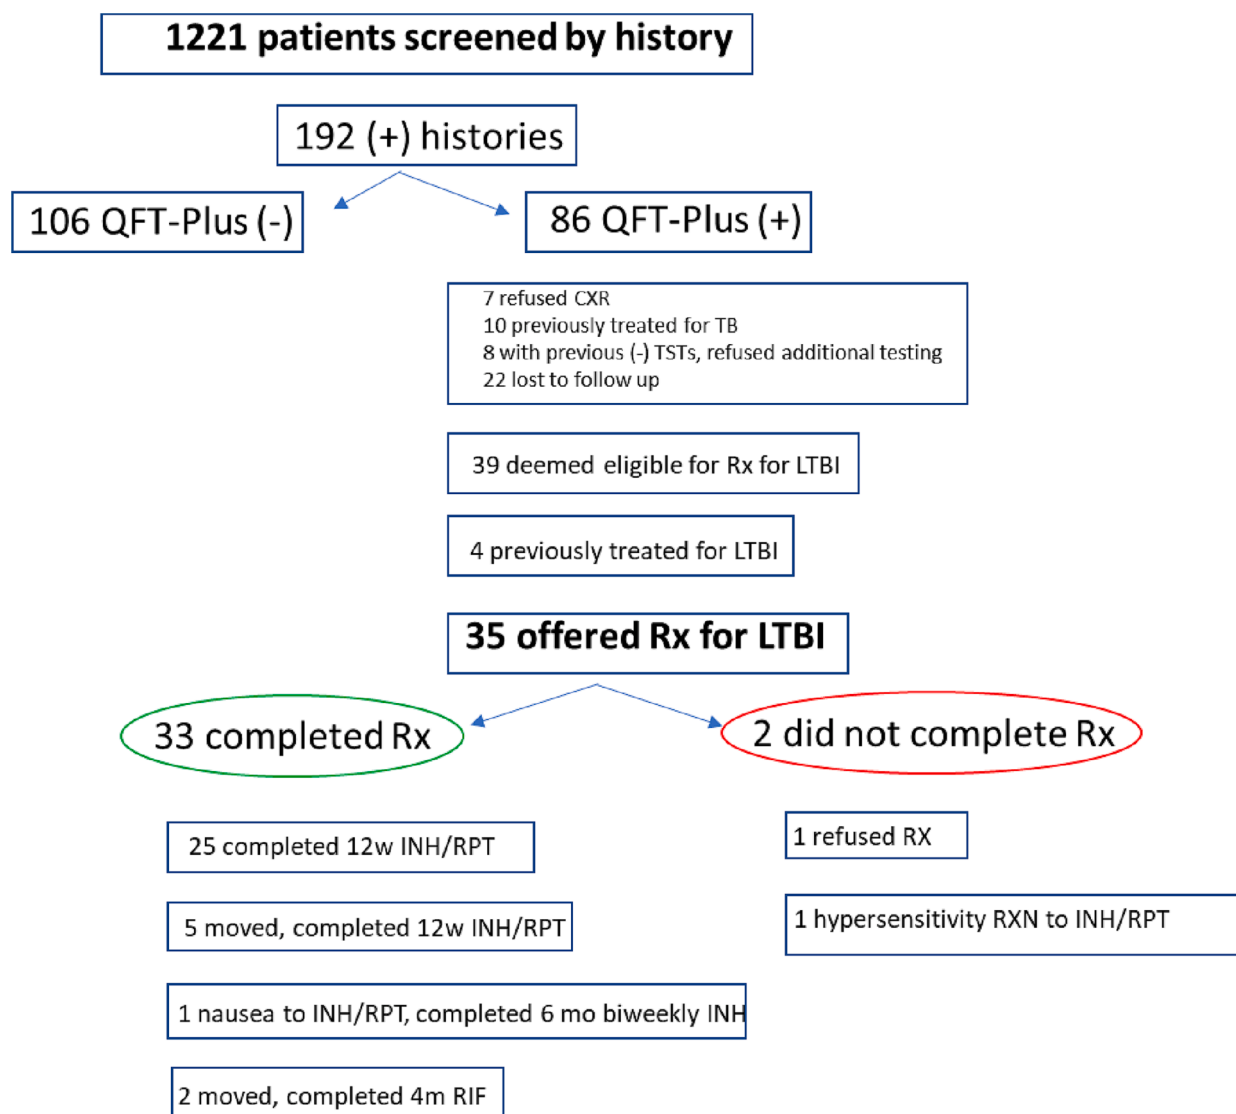 1221 patients screened by history
192 (+) histories
106 QFT-Plus (-)
86 QFT-Plus (+)
7 refused CXR
10 previously treated for TB
8 with previous (-) TSTs, refused additional testing
22 lost to follow up
39 deemed eligible for Rx for LTBI
4 previously treated for LTBI
35 offered Rx for LTBI
33 completed Rx
2 did not complete Rx
25 completed 12w INH/RPT
1 refused RX
5 moved, completed 12w INH/RPT
1 hypersensitivity RXN to INH/RPT
1 nausea to INH/RPT, completed 6 mo biweekly INH
2 moved, completed 4m RIF